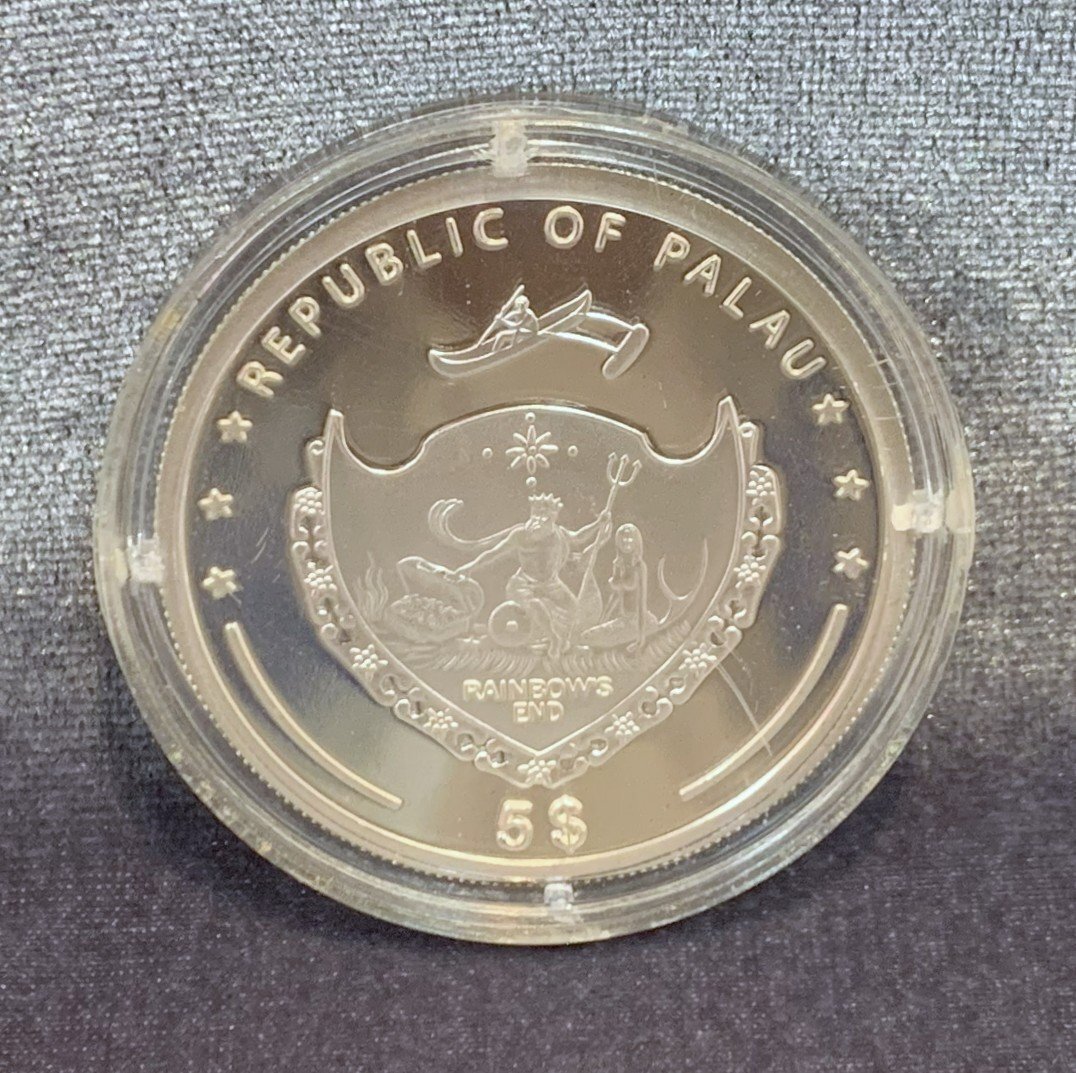 REPUBLIC OF PALAU
RAINBOW'S
END
5 $